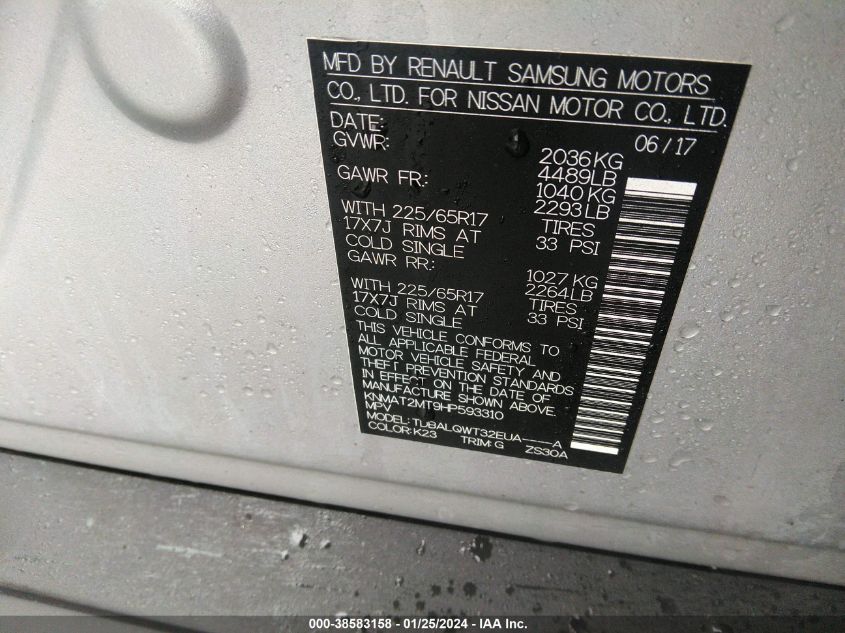 MFD BY RENAULT SAMSUNG MOTORS
CO., LTD. FOR NISSAN MOTOR CO., LTD.
DATE: 06/17
GVWR: 2036KG
4489LB
GAWR FR: 1040KG
2293LB
WITH 225/65R17 TIRES
17X7J RIMS AT 33 PSI
COLD SINGLE
GAWR RR: 1027KG
2264LB
WITH 225/65R17 TIRES
17X7J RIMS AT 33 PSI
COLD SINGLE
THIS VEHICLE CONFORMS TO
ALL APPLICABLE FEDERAL
MOTOR VEHICLE SAFETY AND
THEFT PREVENTION STANDARDS
IN EFFECT ON THE DATE OF
MANUFACTURE SHOWN ABOVE.
KNMAT2MT9HP593310
MPV
MODEL: TUBALQWT32EUA----A
COLOR:K23 TRIM:G ZS30A
000-38583158 - 01/25/2024 - IAA Inc.